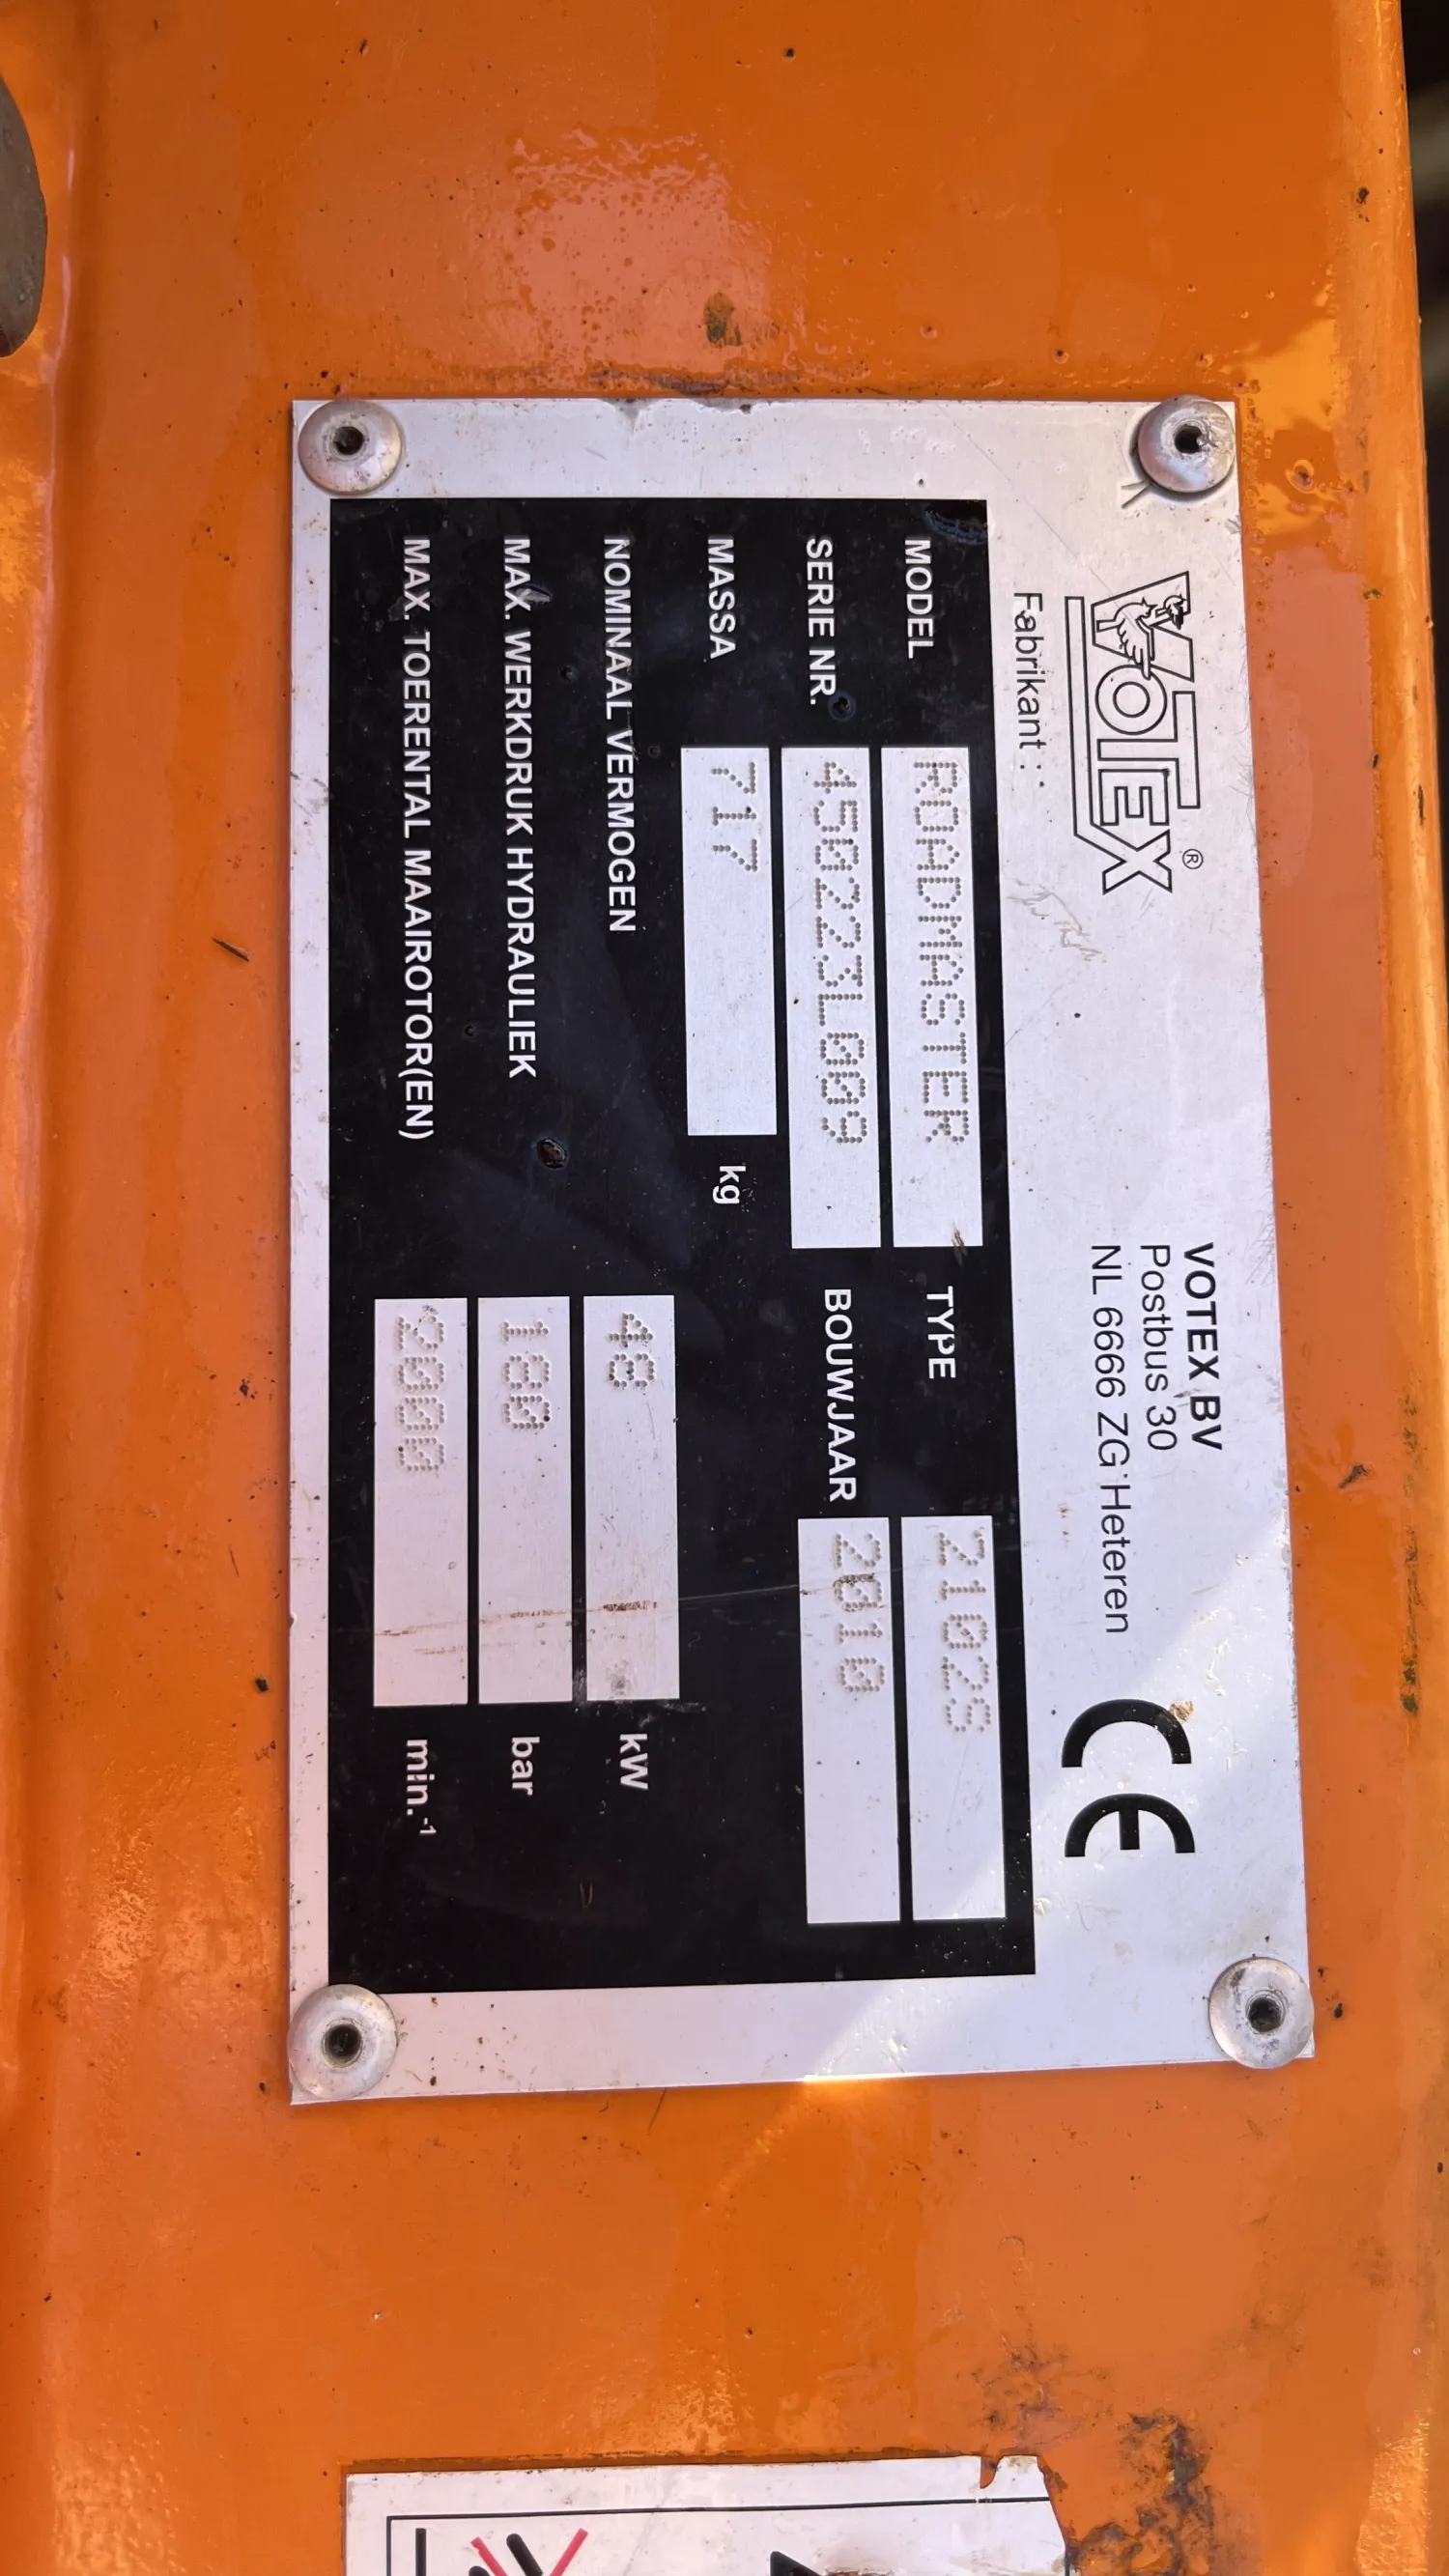 VOTEX ®
VOTEX BV
Postbus 30
NL 6666 ZG Heteren
CE
Fabrikant :
MODEL ROADMASTER TYPE 2102S
SERIE NR. 450223L009 BOUWJAAR 2010
MASSA 717 kg
NOMINAAL VERMOGEN 48 kW
MAX. WERKDRUK HYDRAULIEK 180 bar
MAX. TOERENTAL MAAIROTOR(EN) 2000 min.-1